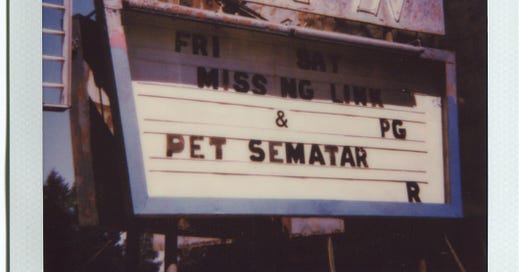 FRI SAT
MISS NG LINK
& PG
PET SEMATAR
R